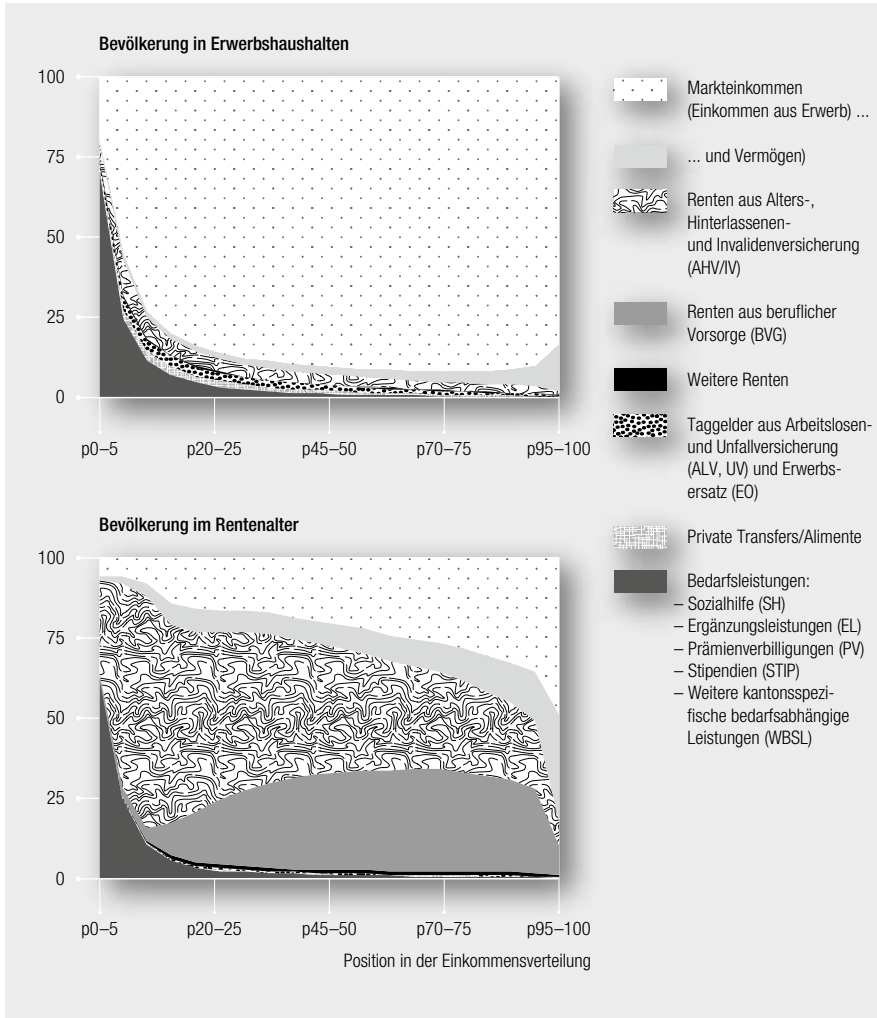 Bevölkerung in Erwerbshaushalten
100
75
50
25
0
p0–5
p20–25
p45–50
p70–75
p95–100
Bevölkerung im Rentenalter
100
75
50
25
0
p0–5
p20–25
p45–50
p70–75
p95–100
Position in der Einkommensverteilung
Markteinkommen
(Einkommen aus Erwerb) ...
... und Vermögen)
Renten aus Alters-,
Hinterlassenen-
und Invalidenversicherung
(AHV/IV)
Renten aus beruflicher
Vorsorge (BVG)
Weitere Renten
Taggelder aus Arbeitslosen-
und Unfallversicherung
(ALV, UV) und Erwerbs-
ersatz (EO)
Private Transfers/Alimente
Bedarfsleistungen:
– Sozialhilfe (SH)
– Ergänzungsleistungen (EL)
– Prämienverbilligungen (PV)
– Stipendien (STIP)
– Weitere kantonsspezi-
fische bedarfsabhängige
Leistungen (WBSL)